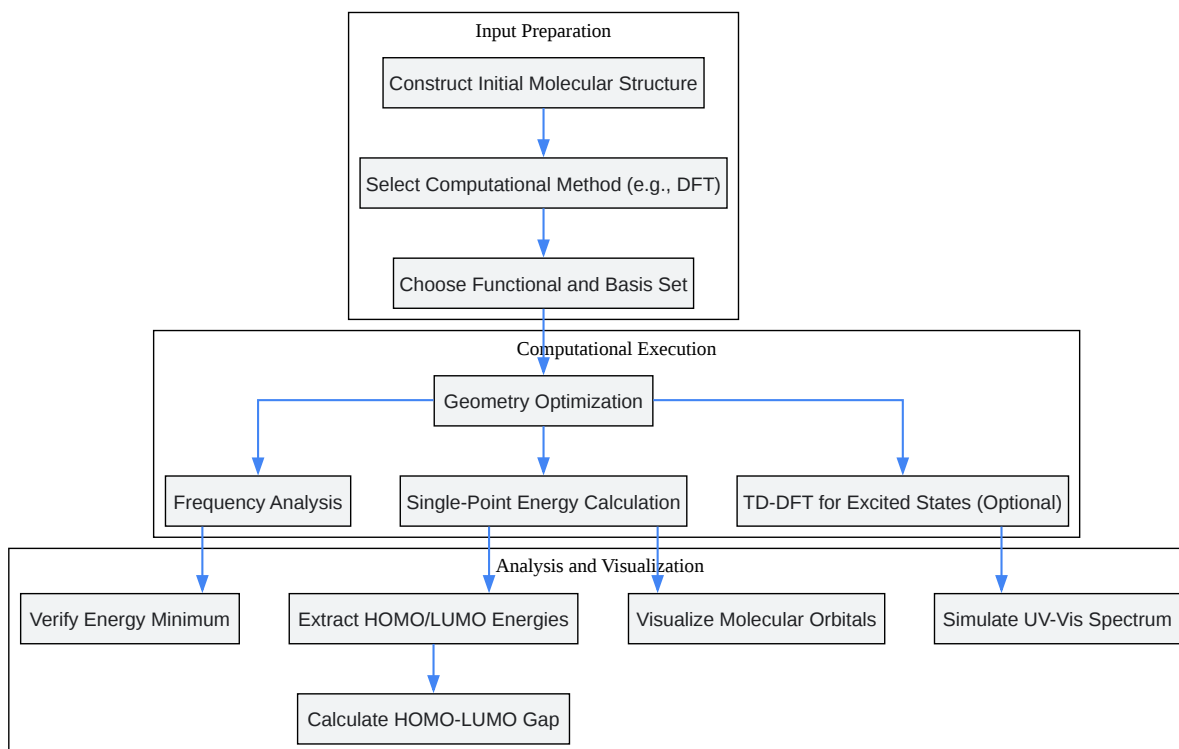 Input Preparation
Construct Initial Molecular Structure
Select Computational Method (e.g., DFT)
Choose Functional and Basis Set
Computational Execution
Geometry Optimization
Frequency Analysis
Single-Point Energy Calculation
TD-DFT for Excited States (Optional)
Analysis and Visualization
Verify Energy Minimum
Extract HOMO/LUMO Energies
Visualize Molecular Orbitals
Simulate UV-Vis Spectrum
Calculate HOMO-LUMO Gap